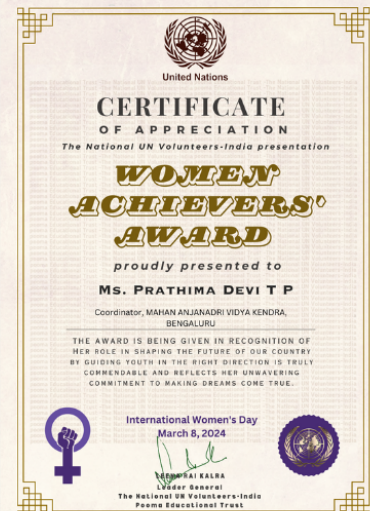 United Nations
CERTIFICATE
OF APPRECIATION
The National UN Volunteers-India presentation
WOMEN
ACHIEVERS'
AWARD
proudly presented to
MS. PRATHIMA DEVI T P
Coordinator, MAHAN ANJANADRI VIDYA KENDRA,
BENGALURU
THE AWARD IS BEING GIVEN IN RECOGNITION OF
HER ROLE IN SHAPING THE FUTURE OF OUR COUNTRY
BY GUIDING YOUTH IN THE RIGHT DIRECTION IS TRULY
COMMENDABLE AND REFLECTS HER UNWAVERING
COMMITMENT TO MAKING DREAMS COME TRUE.
International Women's Day
March 8, 2024
RAI KALRA
Leader General
The National UN Volunteers-India
Pooma Educational Trust